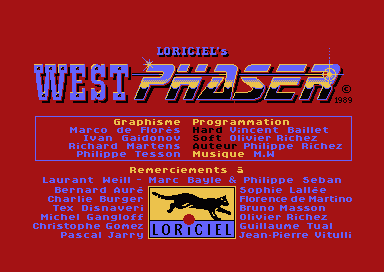 LORICIEL's
WEST PHASER
© 1989
Graphisme Programmation
Marco de Flores Hard Vincent Baillet
Ivan Gaidonov Soft Olivier Richez
Richard Martens Auteur Philippe Richez
Philippe Tesson Musique M.W
Remerciements à
Laurant Weill - Marc Bayle & Philippe Seban
Bernard Auré Sophie Lallée
Charlie Burger Florence de Martino
Tex Disnaveri Bruno Masson
Michel Gangloff Olivier Richez
Christophe Gomez Guillaume Tual
Pascal Jarry Jean-Pierre Vitulli
LORICIEL